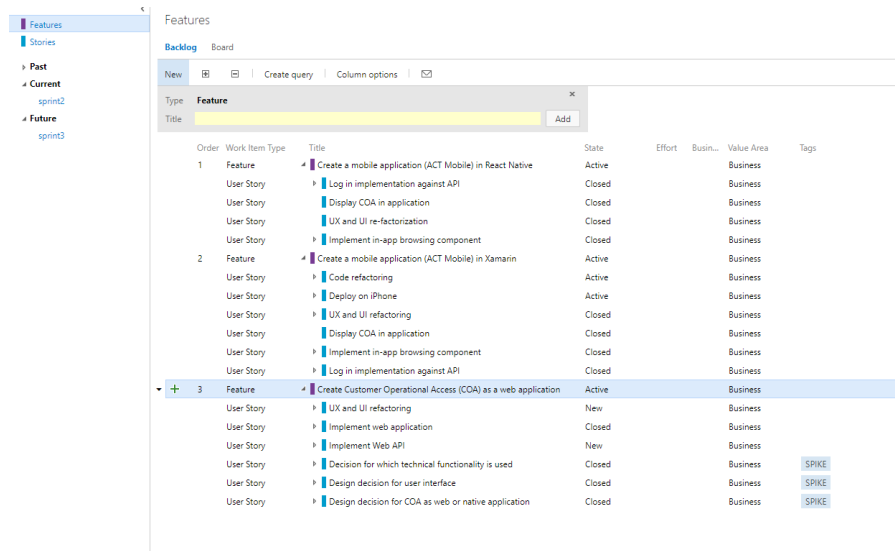 Features
Stories
Past
Current
sprint2
Future
sprint3
Features
Backlog Board
New Create query Column options
Type Feature
Title Add
Order Work Item Type Title State Effort Busin... Value Area Tags
1 Feature Create a mobile application (ACT Mobile) in React Native Active Business
User Story Log in implementation against API Closed Business
User Story Display COA in application Closed Business
User Story UX and UI re-factorization Closed Business
User Story Implement in-app browsing component Closed Business
2 Feature Create a mobile application (ACT Mobile) in Xamarin Active Business
User Story Code refactoring Active Business
User Story Deploy on iPhone Active Business
User Story UX and UI refactoring Closed Business
User Story Display COA in application Closed Business
User Story Implement in-app browsing component Closed Business
User Story Log in implementation against API Closed Business
3 Feature Create Customer Operational Access (COA) as a web application Active Business
User Story UX and UI refactoring New Business
User Story Implement web application Closed Business
User Story Implement Web API New Business
User Story Decision for which technical functionality is used Closed Business SPIKE
User Story Design decision for user interface Closed Business SPIKE
User Story Design decision for COA as web or native application Closed Business SPIKE